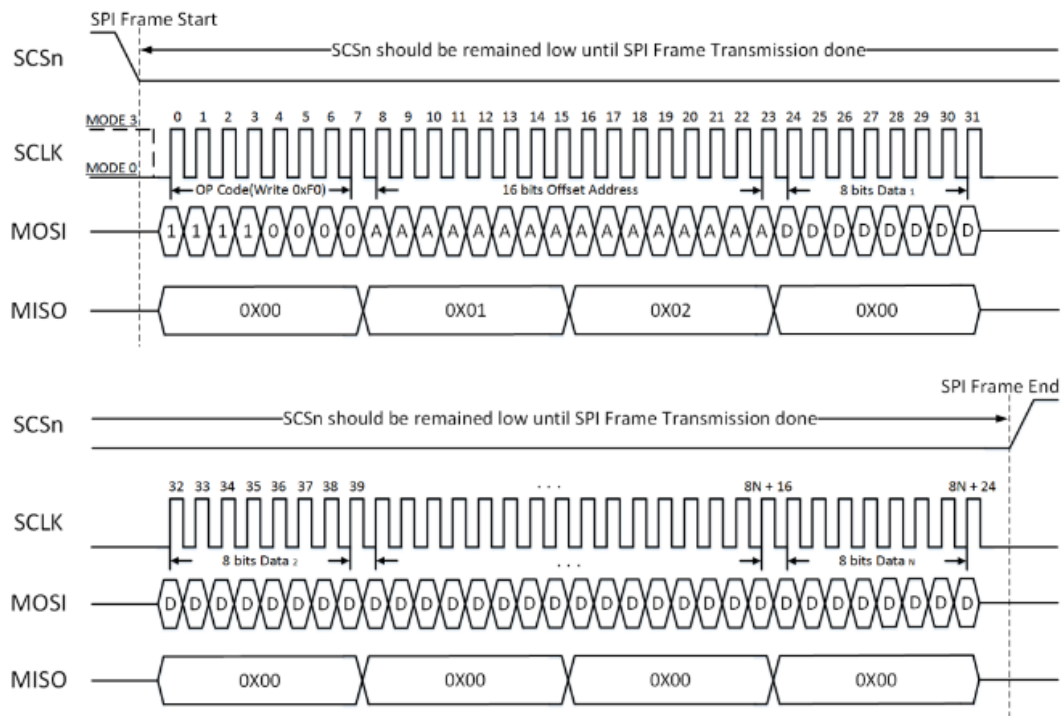 SPI Frame Start
SCSn
SCSn should be remained low until SPI Frame Transmission done
MODE 3
0 1 2 3 4 5 6 7 8 9 10 11 12 13 14 15 16 17 18 19 20 21 22 23 24 25 26 27 28 29 30 31
SCLK
MODE 0
OP Code(Write 0xF0) 16 bits Offset Address 8 bits Data 1
MOSI 1 1 1 1 0 0 0 0 A A A A A A A A A A A A A A A A D D D D D D D D
MISO 0X00 0X01 0X02 0X00
SPI Frame End
SCSn SCSn should be remained low until SPI Frame Transmission done
32 33 34 35 36 37 38 39 . . . 8N + 16 8N + 24
SCLK
8 bits Data 2 . . . 8 bits Data N
MOSI D D D D D D D D D D D D D D D D D D D D D D D D D D D D D D D D
MISO 0X00 0X00 0X00 0X00